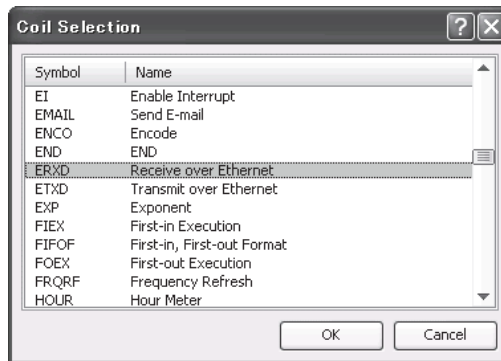 Coil Selection
Symbol Name
EI Enable Interrupt
EMAIL Send E-mail
ENCO Encode
END END
ERXD Receive over Ethernet
ETXD Transmit over Ethernet
EXP Exponent
FIEX First-in Execution
FIFOF First-in, First-out Format
FOEX First-out Execution
FRQRF Frequency Refresh
HOUR Hour Meter
OK Cancel